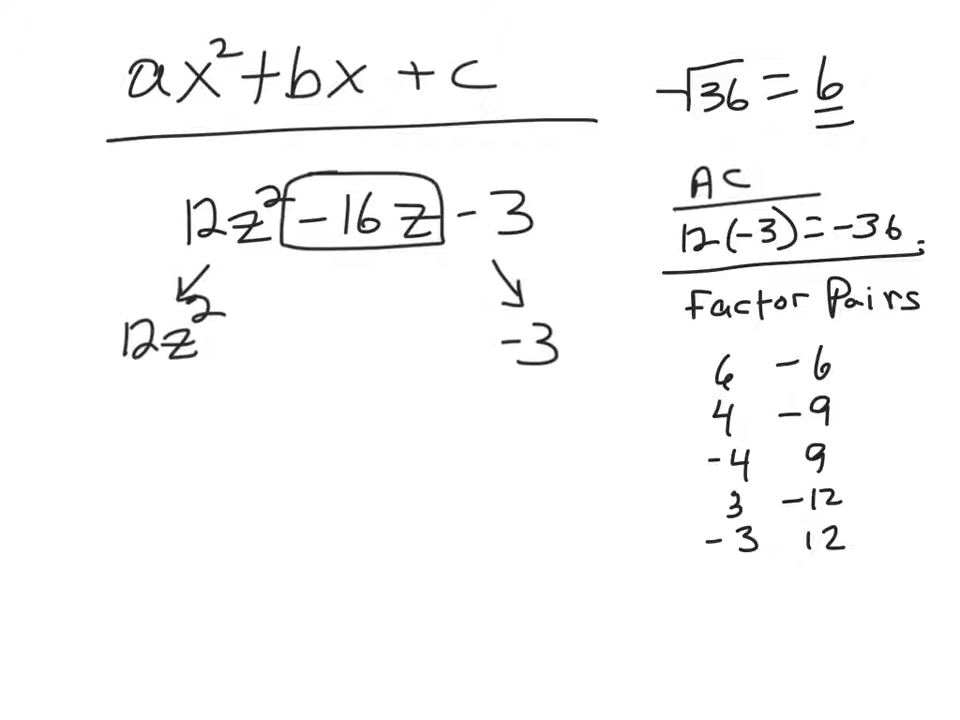 ax²+bx +c
12z² -16z -3
12z² -3
-√36 = 6
AC
12(-3)=-36.
Factor Pairs
6 -6
4 -9
-4 9
3 -12
-3 12